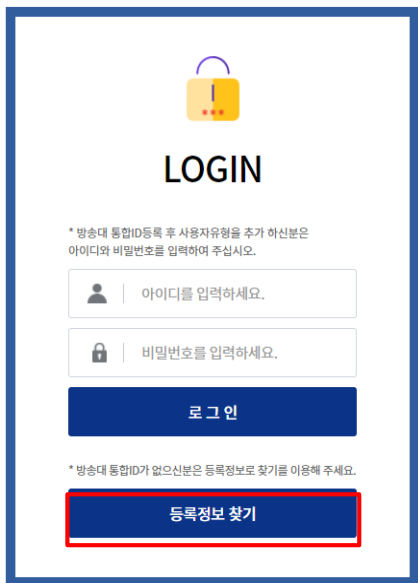 LOGIN
* 방송대 통합ID등록 후 사용자유형을 추가 하신분은
아이디와 비밀번호를 입력하여 주십시오.
아이디를 입력하세요.
비밀번호를 입력하세요.
로그인
* 방송대 통합ID가 없으신분은 등록정보로 찾기를 이용해 주세요.
등록정보 찾기